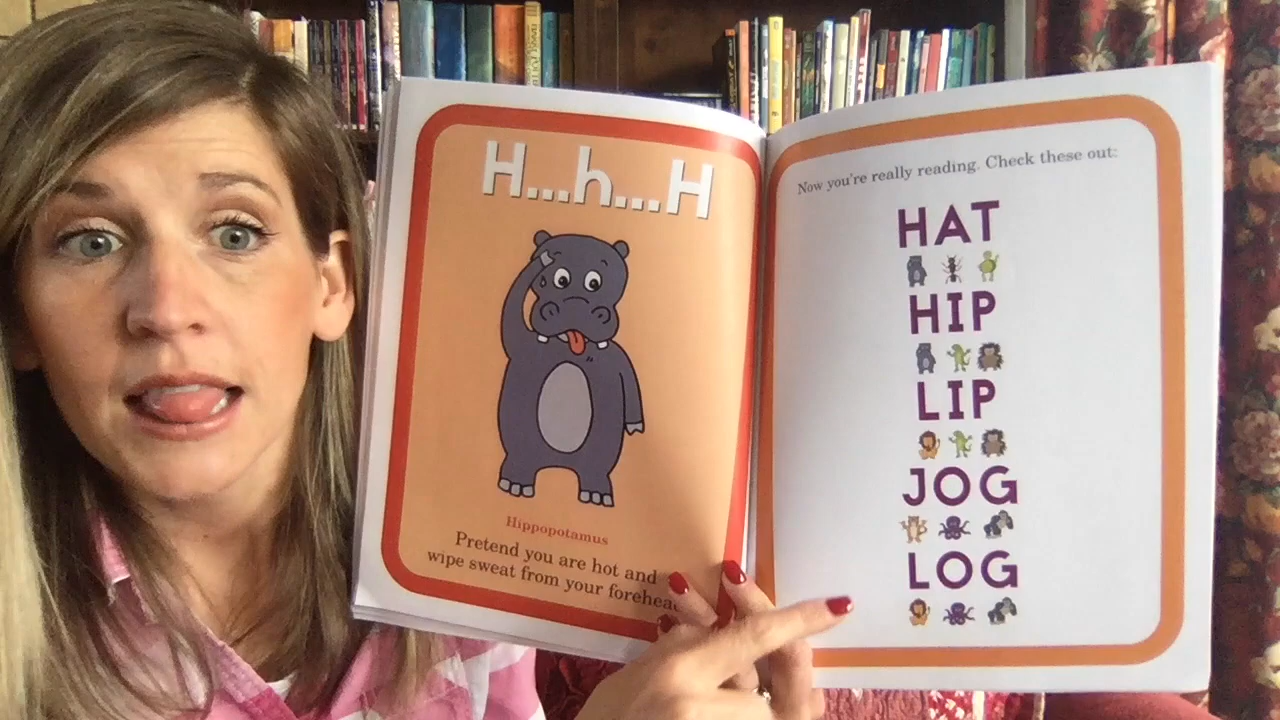 H...h...H
Hippopotamus
Pretend you are hot and
wipe sweat from your
Now you're really reading. Check these out:
HAT
HIP
LIP
JOG
LOG